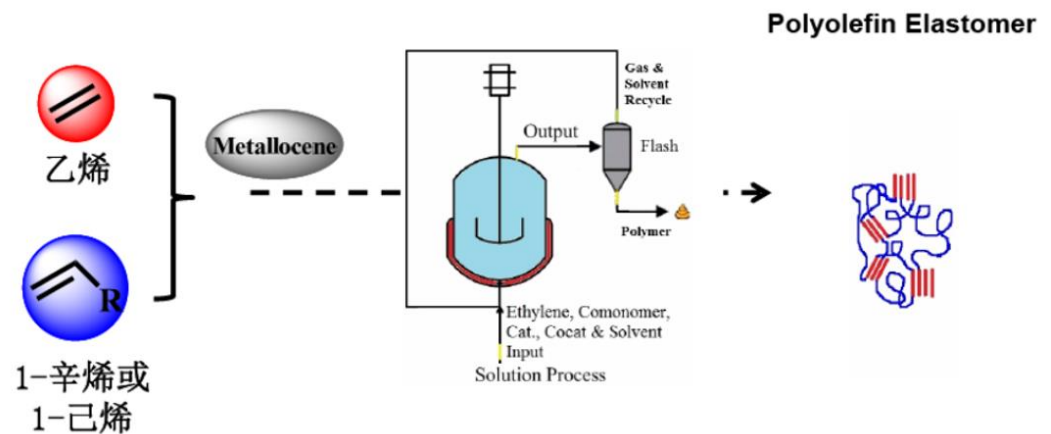 Polyolefin Elastomer
乙烯
R
1-辛烯或
1-己烯
Metallocene
Gas &
Solvent
Recycle
Output
Flash
Polymer
Ethylene, Comonomer,
Cat., Cocat & Solvent
Input
Solution Process